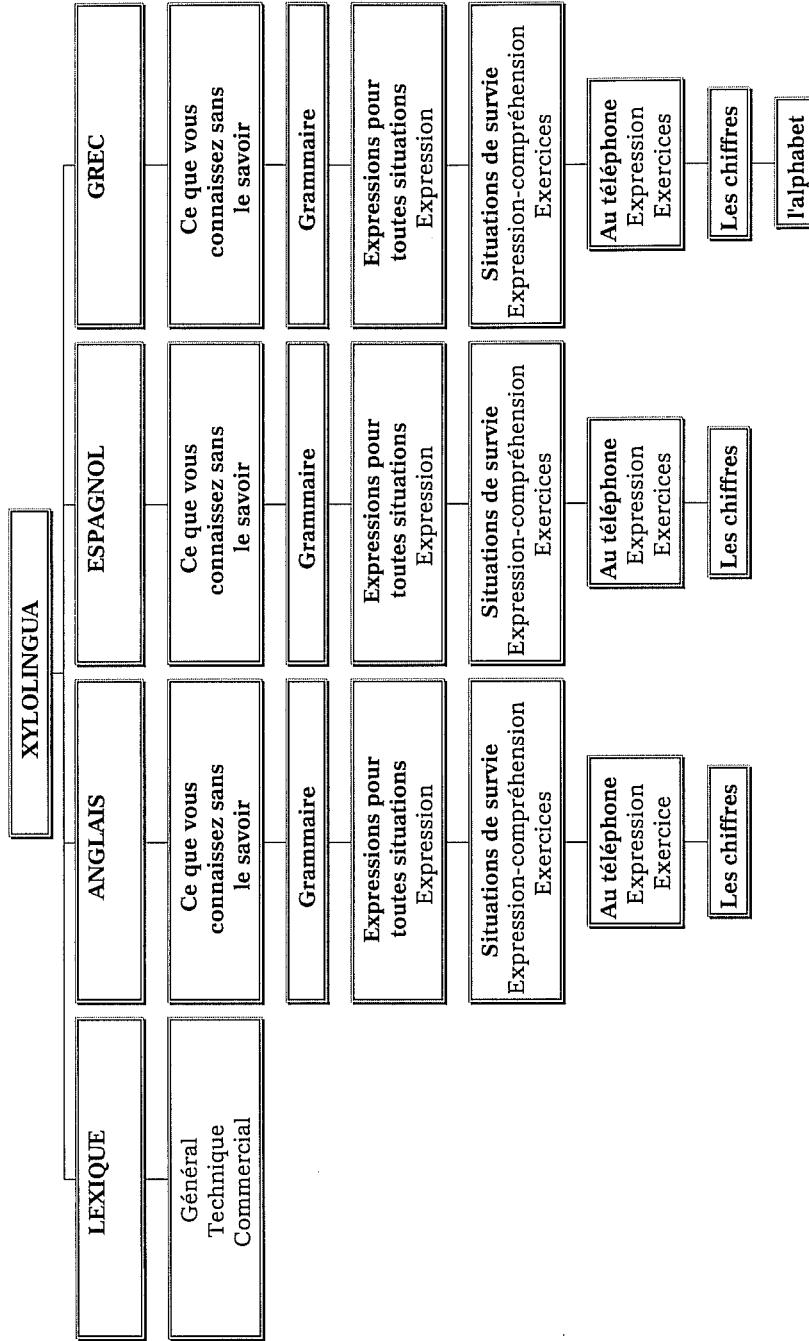 XYLOLINGUA
LEXIQUE
Général
Technique
Commercial
ANGLAIS
Ce que vous
connaissez sans
le savoir
Grammaire
Expressions pour
toutes situations
Expression
Situations de survie
Expression-compréhension
Exercices
Au téléphone
Expression
Exercice
Les chiffres
ESPAGNOL
Ce que vous
connaissez sans
le savoir
Grammaire
Expressions pour
toutes situations
Expression
Situations de survie
Expression-compréhension
Exercices
Au téléphone
Expression
Exercices
Les chiffres
GREC
Ce que vous
connaissez sans
le savoir
Grammaire
Expressions pour
toutes situations
Expression
Situations de survie
Expression-compréhension
Exercices
Au téléphone
Expression
Exercices
Les chiffres
l'alphabet